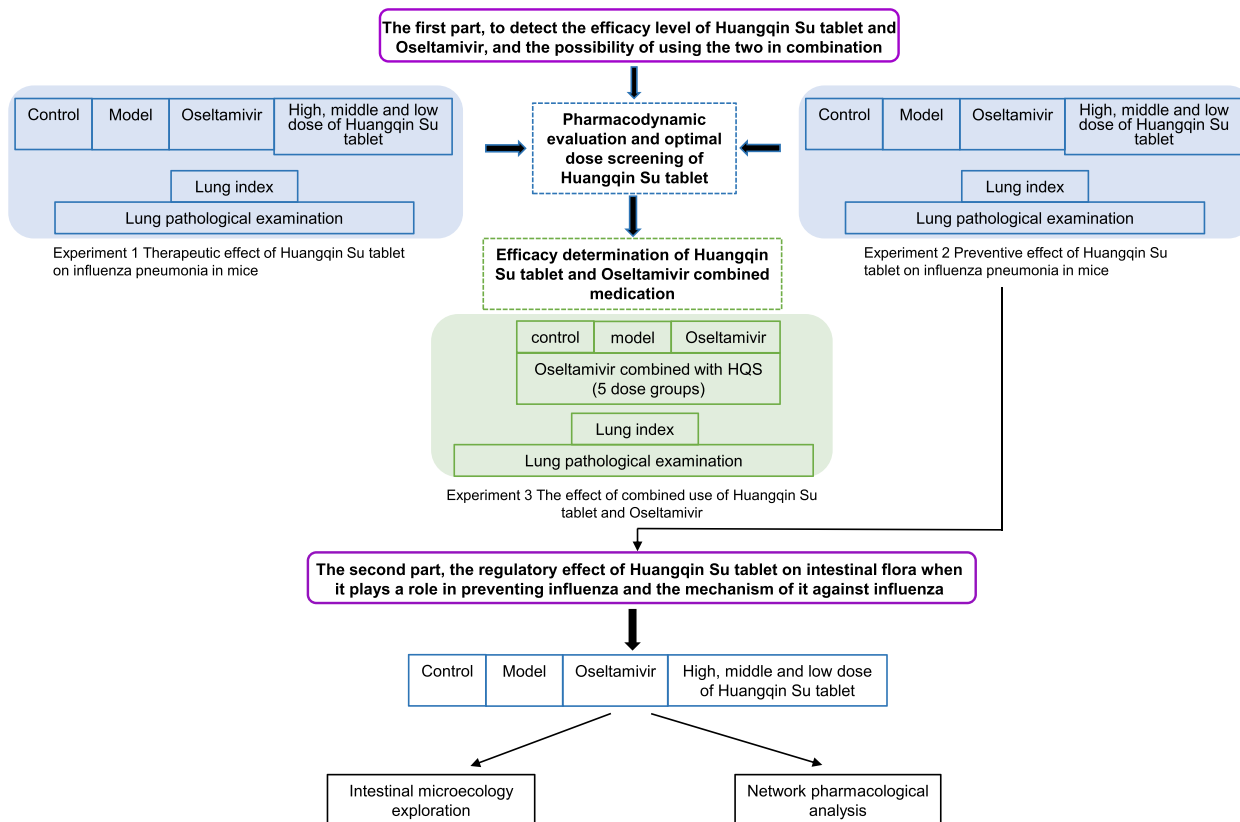 The first part, to detect the efficacy level of Huangqin Su tablet and
Oseltamivir, and the possibility of using the two in combination
Control
Model
Oseltamivir
High, middle and low
dose of Huangqin Su
tablet
Lung index
Lung pathological examination
Experiment 1 Therapeutic effect of Huangqin Su tablet
on influenza pneumonia in mice
Pharmacodynamic
evaluation and optimal
dose screening of
Huangqin Su tablet
Control
Model
Oseltamivir
High, middle and low
dose of Huangqin Su
tablet
Lung index
Lung pathological examination
Experiment 2 Preventive effect of Huangqin Su
tablet on influenza pneumonia in mice
Efficacy determination of Huangqin
Su tablet and Oseltamivir combined
medication
control
model
Oseltamivir
Oseltamivir combined with HQS
(5 dose groups)
Lung index
Lung pathological examination
Experiment 3 The effect of combined use of Huangqin Su
tablet and Oseltamivir
The second part, the regulatory effect of Huangqin Su tablet on intestinal flora when
it plays a role in preventing influenza and the mechanism of it against influenza
Control
Model
Oseltamivir
High, middle and low dose
of Huangqin Su tablet
Intestinal microecology
exploration
Network pharmacological
analysis